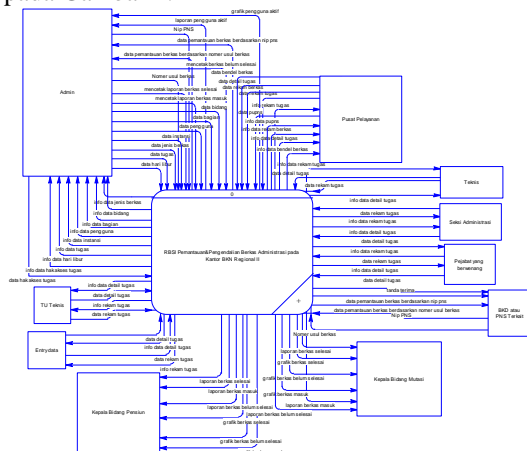 grafik pengguna aktif
laporan pengguna aktif
Nip PNS
data pemantauan berkas berdasarkan nip pns
data pemantauan berkas berdasarkan nomer usul berkas
mencetak berkas belum selesai
Nomer usul berkas
data bendel berkas
data detail tugas
mencetak laporan berkas selesai
data rekam berkas
mencetak laporan berkas masuk
data rekam tugas
Admin
data bidang
info rekam tugas
data bagian
data pupns
Pusat Pelayanan
data pengguna
info data pupns
info data rekam berkas
data instansi
info data detail tugas
data jenis berkas
info data bendel berkas
data tugas
data hari libur
info data rekam tugas
data detail tugas
Teknis
data rekam tugas
info data jenis berkas
info data detail tugas
info data bidang
data rekam tugas
Seksi Administrasi
info data bagian
info data rekam tugas
info data pengguna
data detail tugas
info data instansi
data detail tugas
info data tugas
info data rekam tugas
Pejabat yang
berwenang
info data hari libur
data rekam tugas
info data hak akses tugas
info data detail tugas
data hak akses tugas
data detail tugas
0
RBSI Pemantauan&Pengendalian Berkas Administrasi pada
Kantor BKN Regional II
+
TU Teknis
info data detail tugas
data detail tugas
info rekam tugas
data rekam tugas
tanda terima
data pemantauan berkas berdasarkan nip pns
data pemantauan berkas berdasarkan nomer usul berkas
Nip PNS
BKD atau
PNS Terkait
Nomer usul berkas
Entrydata
data detail tugas
info data detail tugas
data rekam tugas
info rekam tugas
laporan berkas selesai
grafik berkas selesai
Kepala Bidang Mutasi
laporan berkas belum selesai
grafik berkas belum selesai
grafik berkas masuk
laporan berkas masuk
Kepala Bidang Pensiun
laporan berkas selesai
laporan berkas masuk
laporan berkas belum selesai
grafik berkas selesai
grafik berkas belum selesai